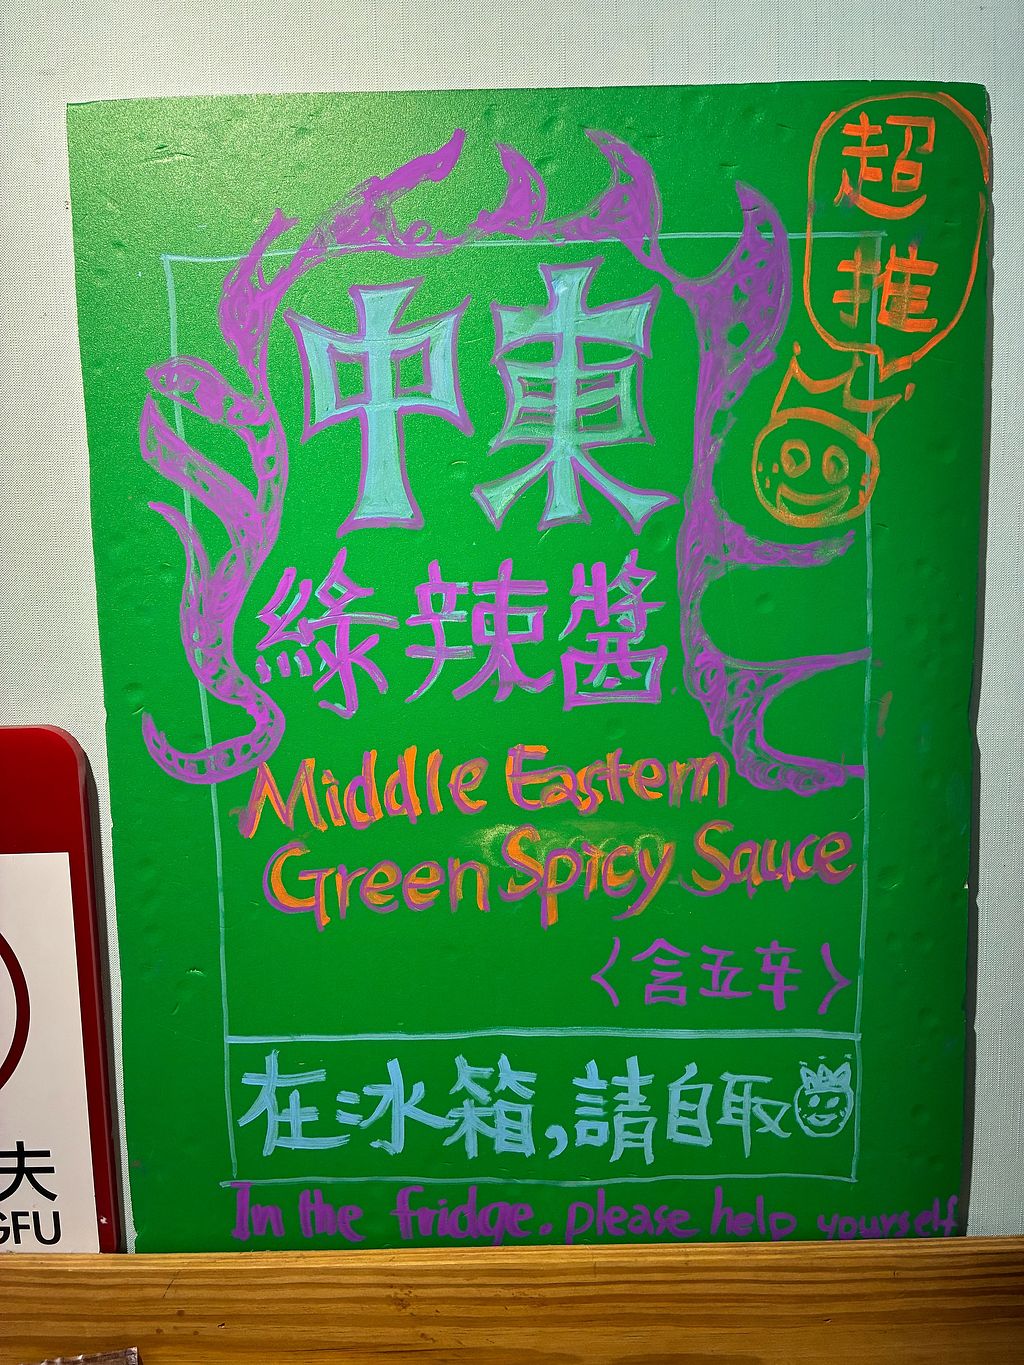 超推
中東
綠辣醬
Middle Eastern
Green Spicy Sauce
〈含五辛〉
在冰箱,請自取
In the fridge. please help yourself
夫
GFU